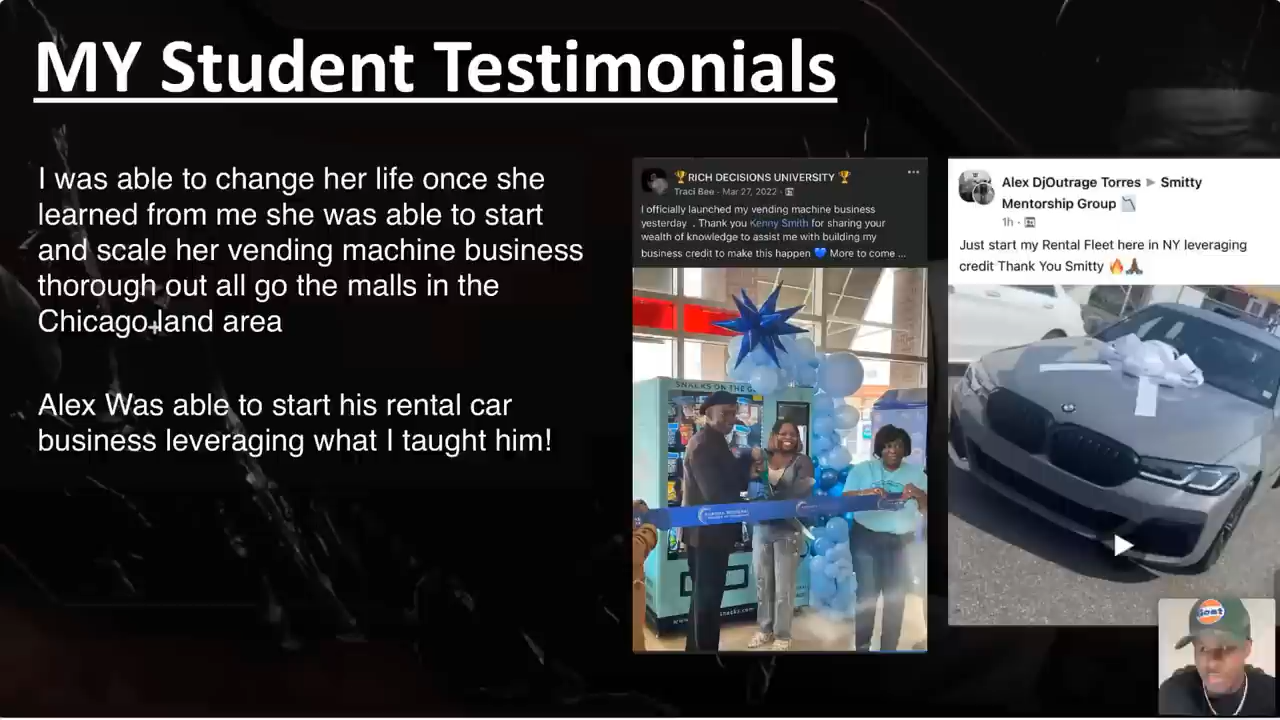 MY Student Testimonials
I was able to change her life once she
learned from me she was able to start
and scale her vending machine business
thorough out all go the malls in the
Chicago land area
Alex Was able to start his rental car
business leveraging what I taught him!
🏆RICH DECISIONS UNIVERSITY 🏆
Traci Bee · Mar 27, 2022 ·
I officially launched my vending machine business
yesterday . Thank you Kenny Smith for sharing your
wealth of knowledge to assist me with building my
business credit to make this happen 💙 More to come ...
SNACKS ON THE
Alex DjOutrage Torres ▶ Smitty
Mentorship Group 📉
1h ·
Just start my Rental Fleet here in NY leveraging
credit Thank You Smitty 🔥🙏🏾